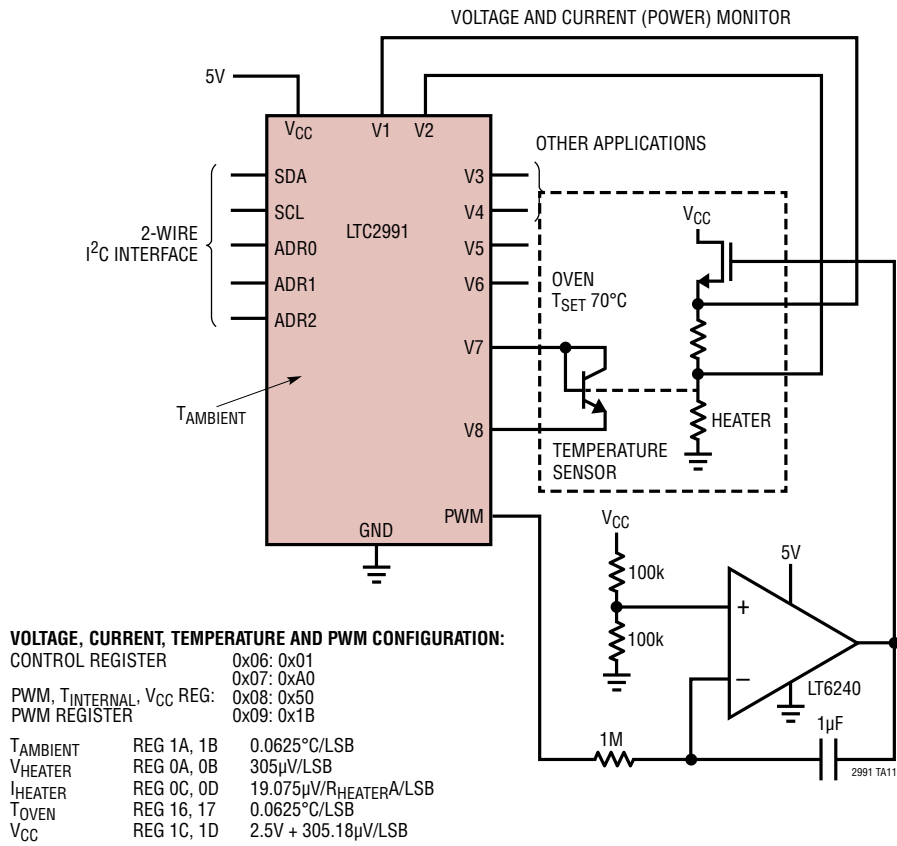 VOLTAGE AND CURRENT (POWER) MONITOR
5V
VCC
V1
V2
OTHER APPLICATIONS
SDA
SCL
ADR0
ADR1
ADR2
2-WIRE
I2C INTERFACE
LTC2991
V3
V4
V5
V6
V7
V8
PWM
GND
TAMBIENT
VCC
OVEN
TSET 70°C
HEATER
TEMPERATURE
SENSOR
VCC
100k
100k
5V
+
–
LT6240
1M
1µF
2991 TA11
VOLTAGE, CURRENT, TEMPERATURE AND PWM CONFIGURATION:
CONTROL REGISTER 0x06: 0x01
0x07: 0xA0
PWM, TINTERNAL, VCC REG: 0x08: 0x50
PWM REGISTER 0x09: 0x1B
TAMBIENT REG 1A, 1B 0.0625°C/LSB
VHEATER REG 0A, 0B 305µV/LSB
IHEATER REG 0C, 0D 19.075µV/RHEATERA/LSB
TOVEN REG 16, 17 0.0625°C/LSB
VCC REG 1C, 1D 2.5V + 305.18µV/LSB